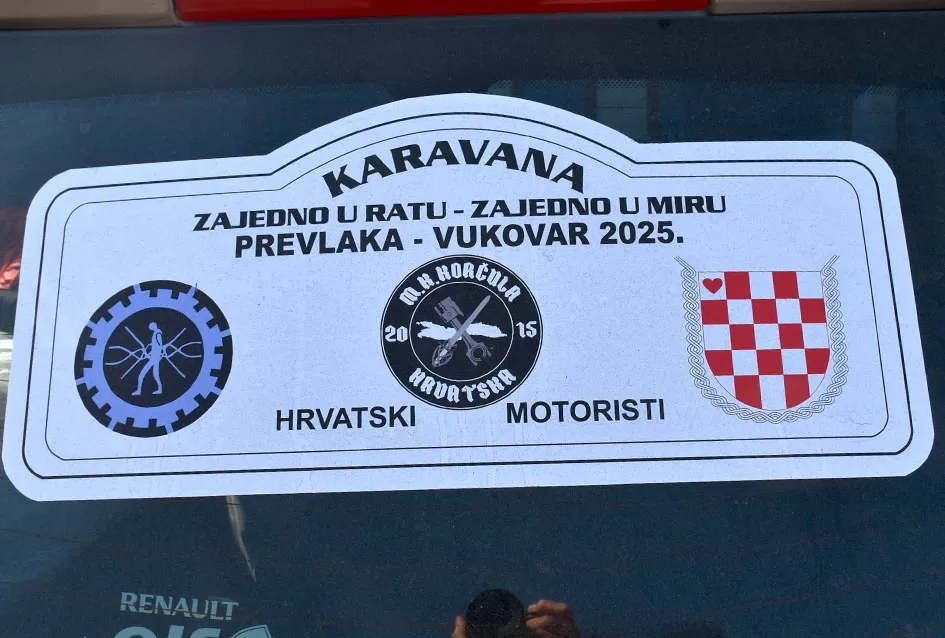 KARAVANA
ZAJEDNO U RATU - ZAJEDNO U MIRU
PREVLAKA - VUKOVAR 2025.
M.K.KORČULA
20 15
HRVATSKA
HRVATSKI MOTORISTI
RENAULT